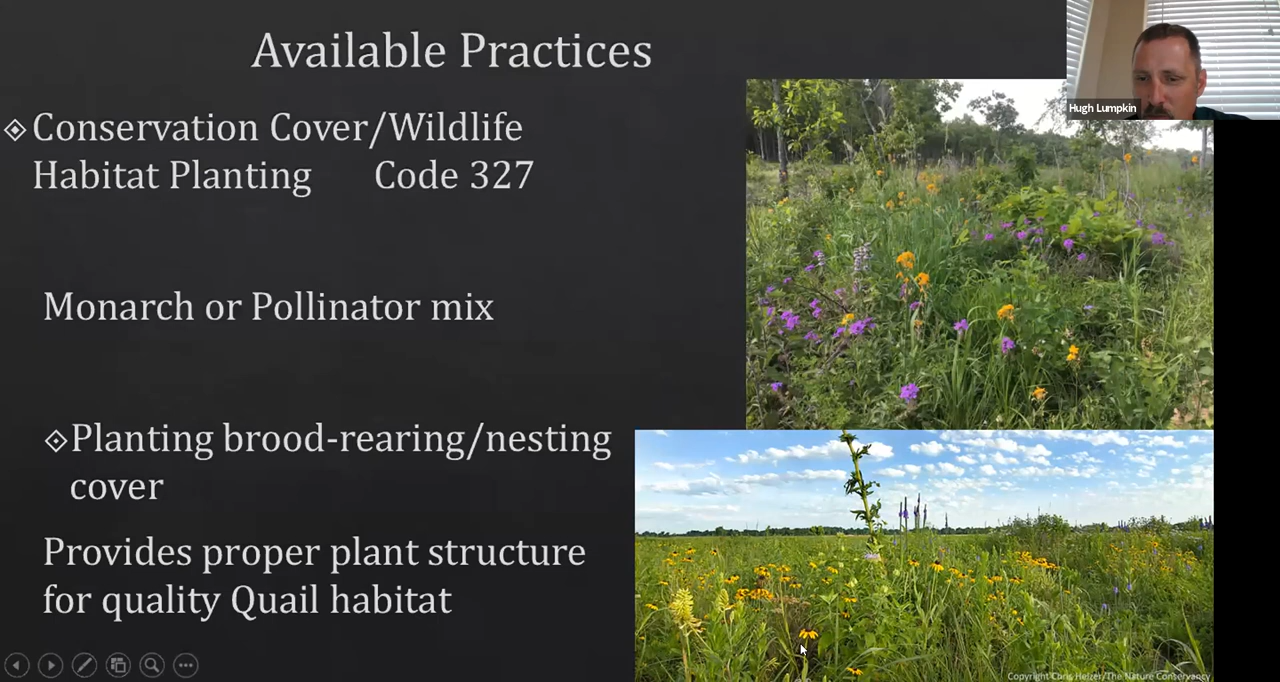 Available Practices
Hugh Lumpkin
Conservation Cover/Wildlife
Habitat Planting Code 327
Monarch or Pollinator mix
Planting brood-rearing/nesting
cover
Provides proper plant structure
for quality Quail habitat
Copyright Chris Helzer/The Nature Conservancy